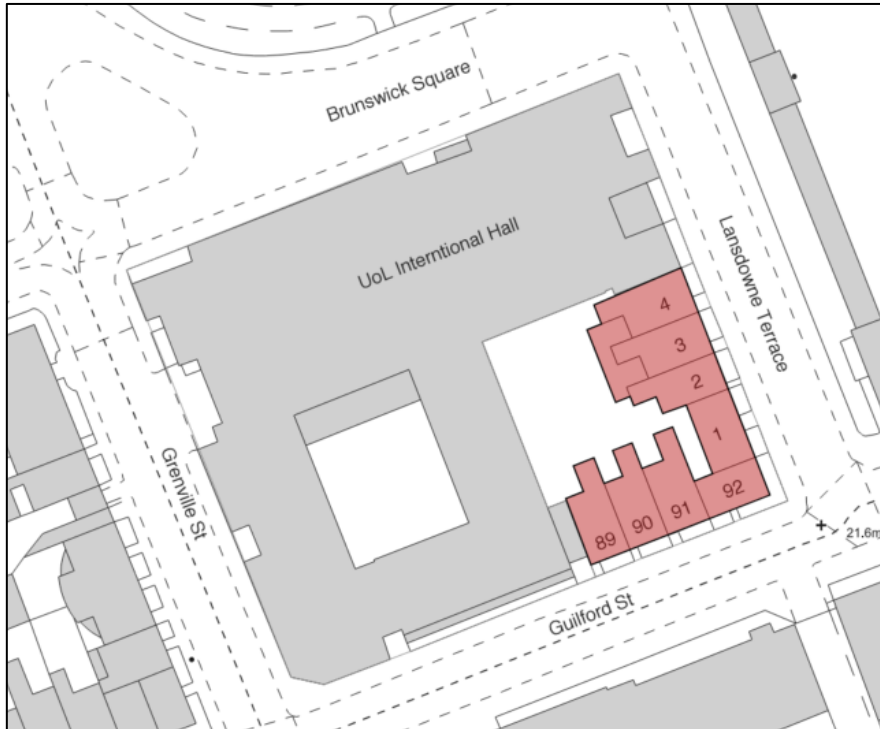 Brunswick Square
UoL Interntional Hall
Lansdowne Terrace
4
3
2
1
92
91
90
89
Grenville St
Guilford St
21.6m